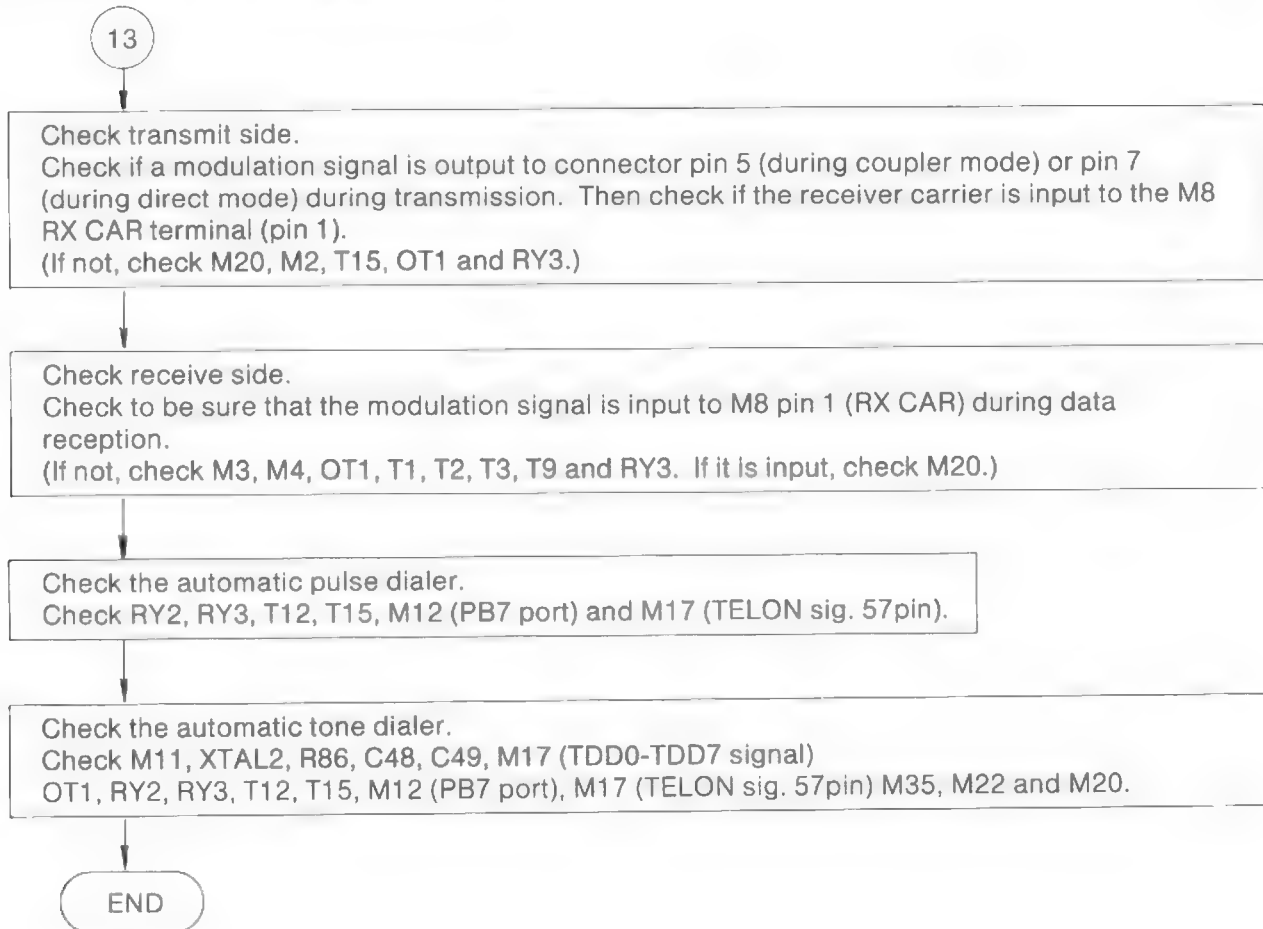 13
Check transmit side.
Check if a modulation signal is output to connector pin 5 (during coupler mode) or pin 7
(during direct mode) during transmission. Then check if the receiver carrier is input to the M8
RX CAR terminal (pin 1).
(If not, check M20, M2, T15, OT1 and RY3.)
Check receive side.
Check to be sure that the modulation signal is input to M8 pin 1 (RX CAR) during data
reception.
(If not, check M3, M4, OT1, T1, T2, T3, T9 and RY3. If it is input, check M20.)
Check the automatic pulse dialer.
Check RY2, RY3, T12, T15, M12 (PB7 port) and M17 (TELON sig. 57pin).
Check the automatic tone dialer.
Check M11, XTAL2, R86, C48, C49, M17 (TDD0-TDD7 signal)
OT1, RY2, RY3, T12, T15, M12 (PB7 port), M17 (TELON sig. 57pin) M35, M22 and M20.
END